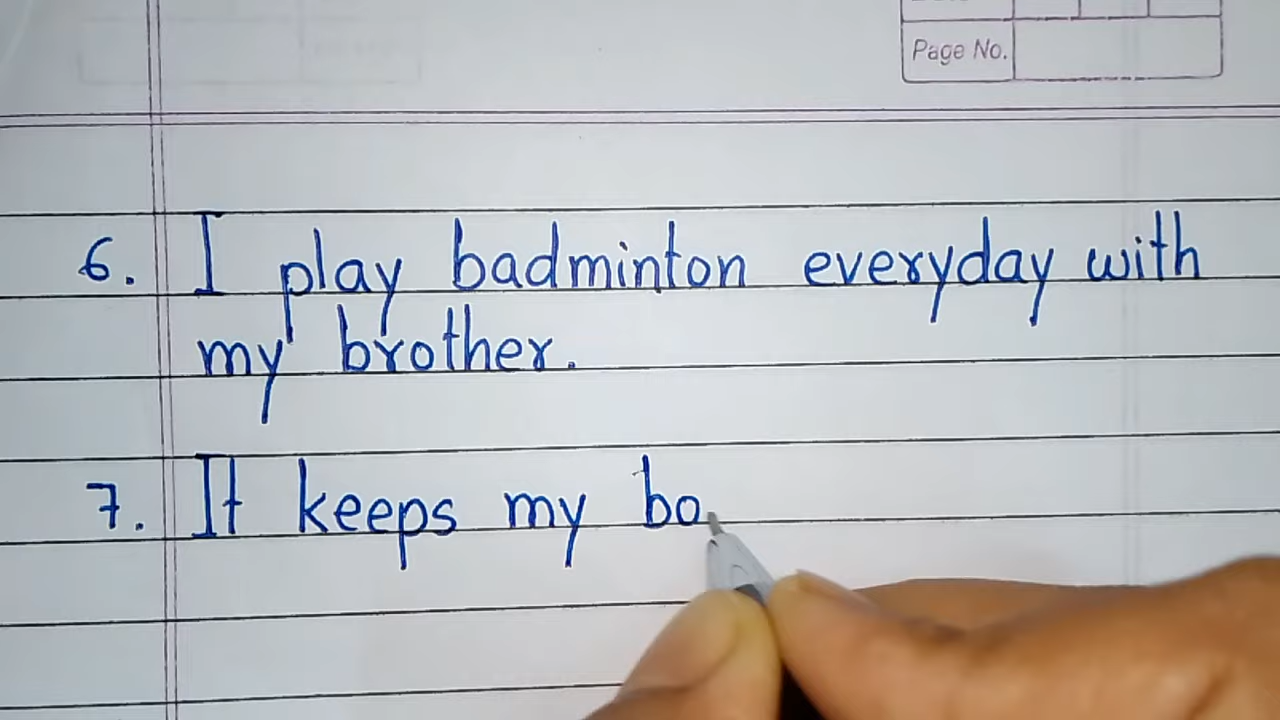 Page No.
6. I play badminton everyday with
my brother.
7. It keeps my bo